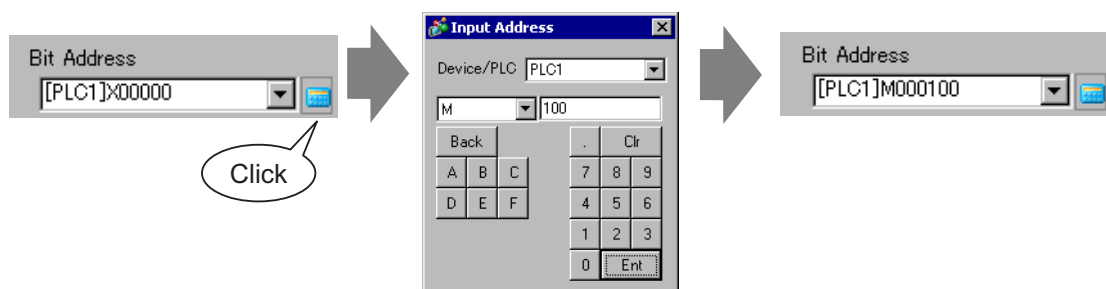 Bit Address
[PLC1]X00000
Click
Input Address
Device/PLC PLC1
M 100
Back . Clr
A B C 7 8 9
D E F 4 5 6
1 2 3
0 Ent
Bit Address
[PLC1]M000100